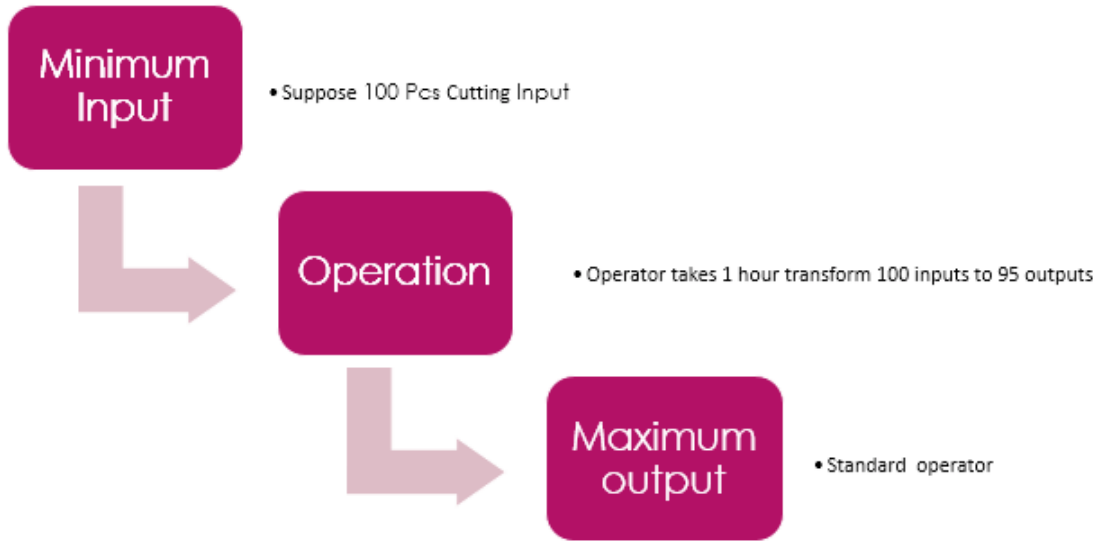 Minimum
Input
• Suppose 100 Pcs Cutting Input
Operation
• Operator takes 1 hour transform 100 inputs to 95 outputs
Maximum
output
• Standard operator